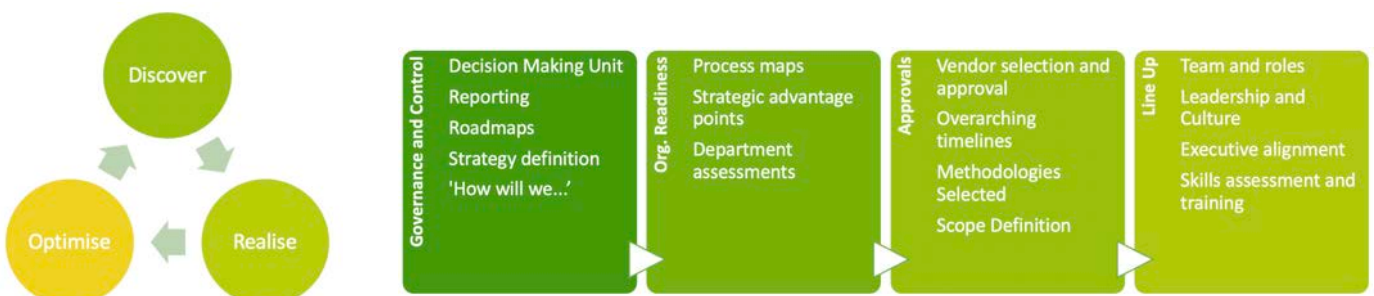 Discover
Optimise
Realise
Governance and Control
Decision Making Unit
Reporting
Roadmaps
Strategy definition
'How will we...’
Org. Readiness
Process maps
Strategic advantage
points
Department
assessments
Approvals
Vendor selection and
approval
Overarching
timelines
Methodologies
Selected
Scope Definition
Line Up
Team and roles
Leadership and
Culture
Executive alignment
Skills assessment and
training